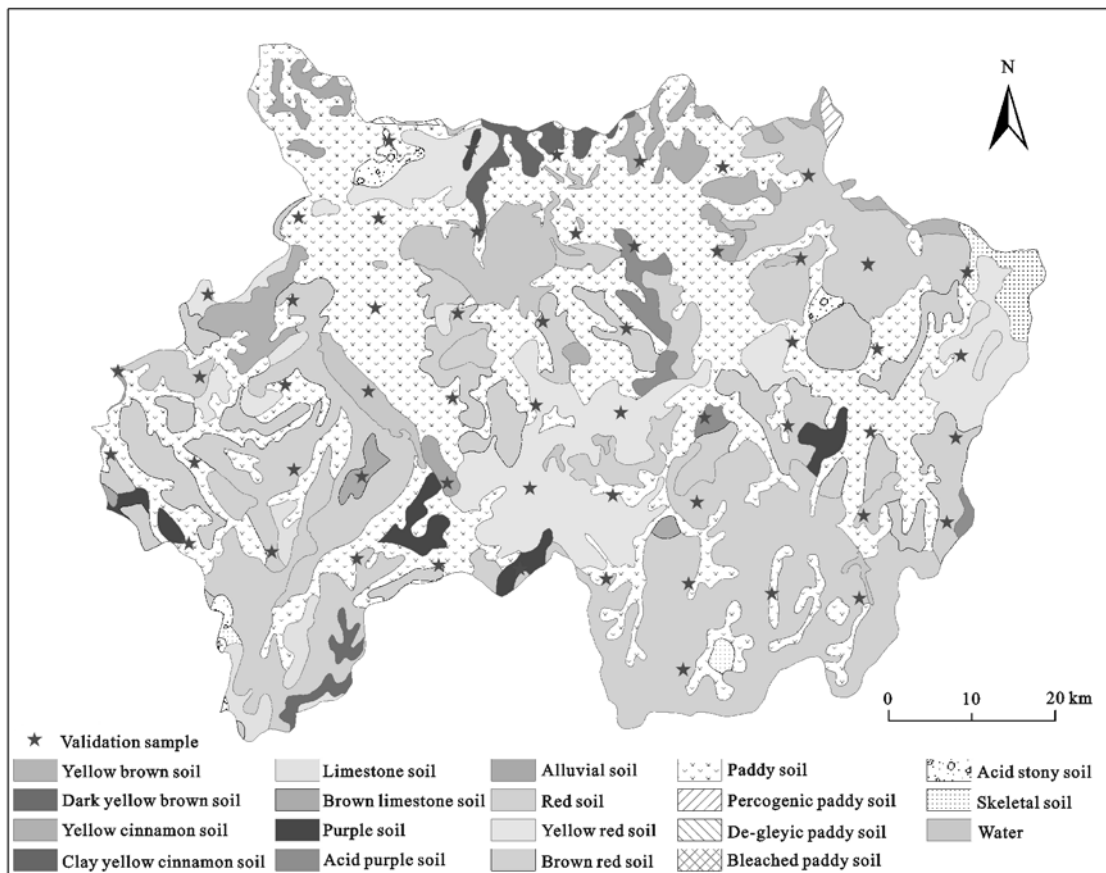 N
0 10 20 km
Validation sample
Yellow brown soil
Dark yellow brown soil
Yellow cinnamon soil
Clay yellow cinnamon soil
Limestone soil
Brown limestone soil
Purple soil
Acid purple soil
Alluvial soil
Red soil
Yellow red soil
Brown red soil
Paddy soil
Percogenic paddy soil
De-gleyic paddy soil
Bleached paddy soil
Acid stony soil
Skeletal soil
Water